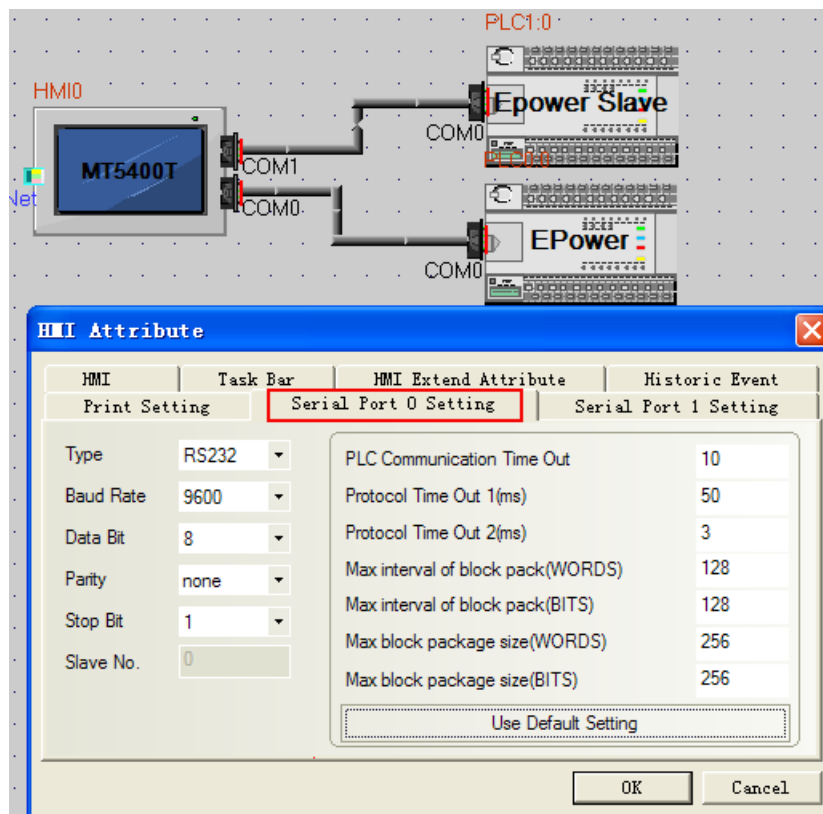 PLC1:0
HMI0
Epower Slave
COM0
MT5400T
COM1
PLC0:0
Net
COM0
EPower
COM0
HMI Attribute
HMI
Task Bar
HMI Extend Attribute
Historic Event
Print Setting
Serial Port 0 Setting
Serial Port 1 Setting
Type RS232
PLC Communication Time Out 10
Baud Rate 9600
Protocol Time Out 1(ms) 50
Data Bit 8
Protocol Time Out 2(ms) 3
Parity none
Max interval of block pack(WORDS) 128
Stop Bit 1
Max interval of block pack(BITS) 128
Slave No. 0
Max block package size(WORDS) 256
Max block package size(BITS) 256
Use Default Setting
OK
Cancel